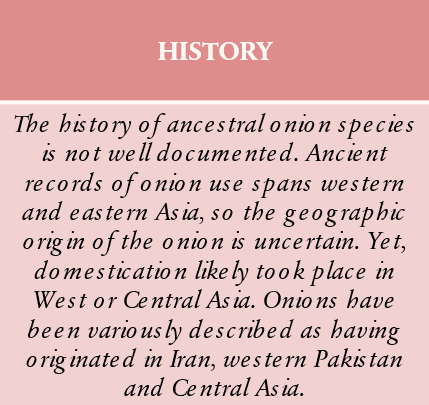 HISTORY
The history of ancestral onion species
is not well documented. Ancient
records of onion use spans western
and eastern Asia, so the geographic
origin of the onion is uncertain. Yet,
domestication likely took place in
West or Central Asia. Onions have
been variously described as having
originated in Iran, western Pakistan
and Central Asia.